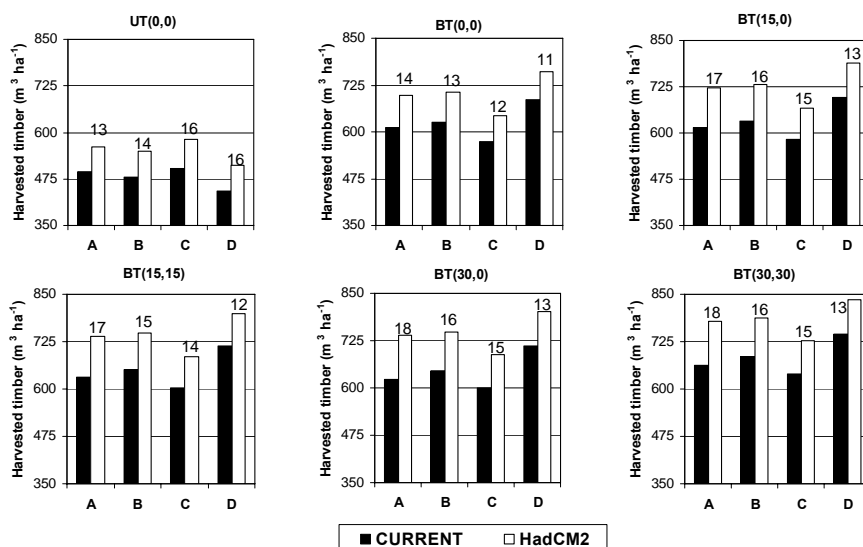 UT(0,0)
Harvested timber (m³ ha⁻¹)
850
725
600
475
350
13
14
16
16
A B C D
BT(0,0)
Harvested timber (m³ ha⁻¹)
850
725
600
475
350
14
13
12
11
A B C D
BT(15,0)
Harvested timber (m³ ha⁻¹)
850
725
600
475
350
17
16
15
13
A B C D
BT(15,15)
Harvested timber (m³ ha⁻¹)
850
725
600
475
350
17
15
14
12
A B C D
BT(30,0)
Harvested timber (m³ ha⁻¹)
850
725
600
475
350
18
16
15
13
A B C D
BT(30,30)
Harvested timber (m³ ha⁻¹)
850
725
600
475
350
18
16
15
13
A B C D
CURRENT HadCM2